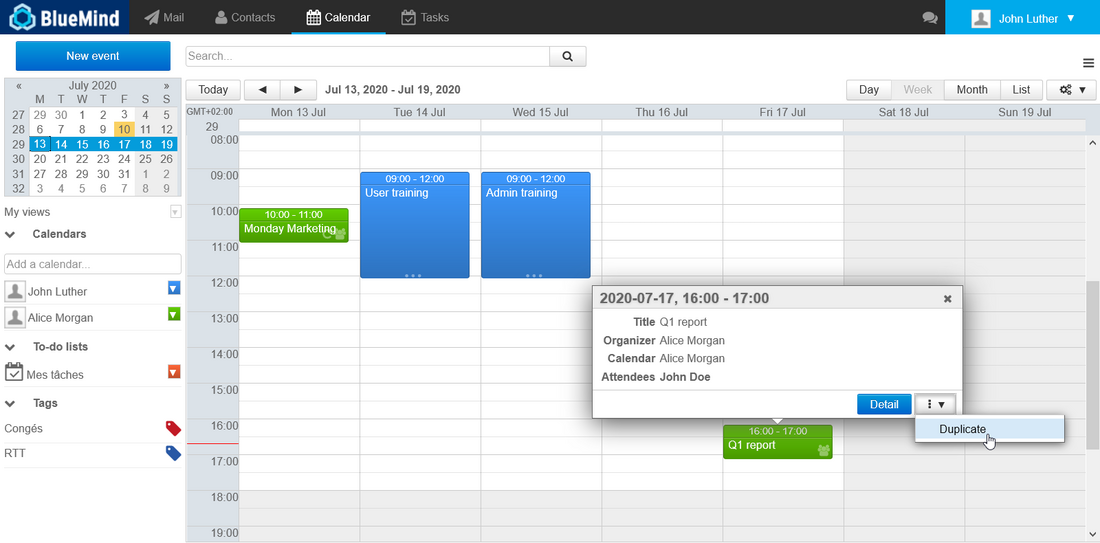 BlueMind Mail Contacts Calendar Tasks John Luther ▼
New event Search...
« July 2020 »
Today ◀ ▶ Jul 13, 2020 - Jul 19, 2020 Day Week Month List ▼
M T W T F S S
27 29 30 1 2 3 4 5
28 6 7 8 9 10 11 12
29 13 14 15 16 17 18 19
30 20 21 22 23 24 25 26
31 27 28 29 30 31 1 2
32 3 4 5 6 7 8 9
My views
Calendars
Add a calendar...
John Luther
Alice Morgan
To-do lists
Mes tâches
Tags
Congés
RTT
GMT+02:00 Mon 13 Jul Tue 14 Jul Wed 15 Jul Thu 16 Jul Fri 17 Jul Sat 18 Jul Sun 19 Jul
29
08:00
09:00
10:00
11:00
12:00
13:00
14:00
15:00
16:00
17:00
18:00
19:00
10:00 - 11:00
Monday Marketing
09:00 - 12:00
User training
09:00 - 12:00
Admin training
2020-07-17, 16:00 - 17:00 ×
Title Q1 report
Organizer Alice Morgan
Calendar Alice Morgan
Attendees John Doe
Detail ⋮ ▼
Duplicate
16:00 - 17:00
Q1 report